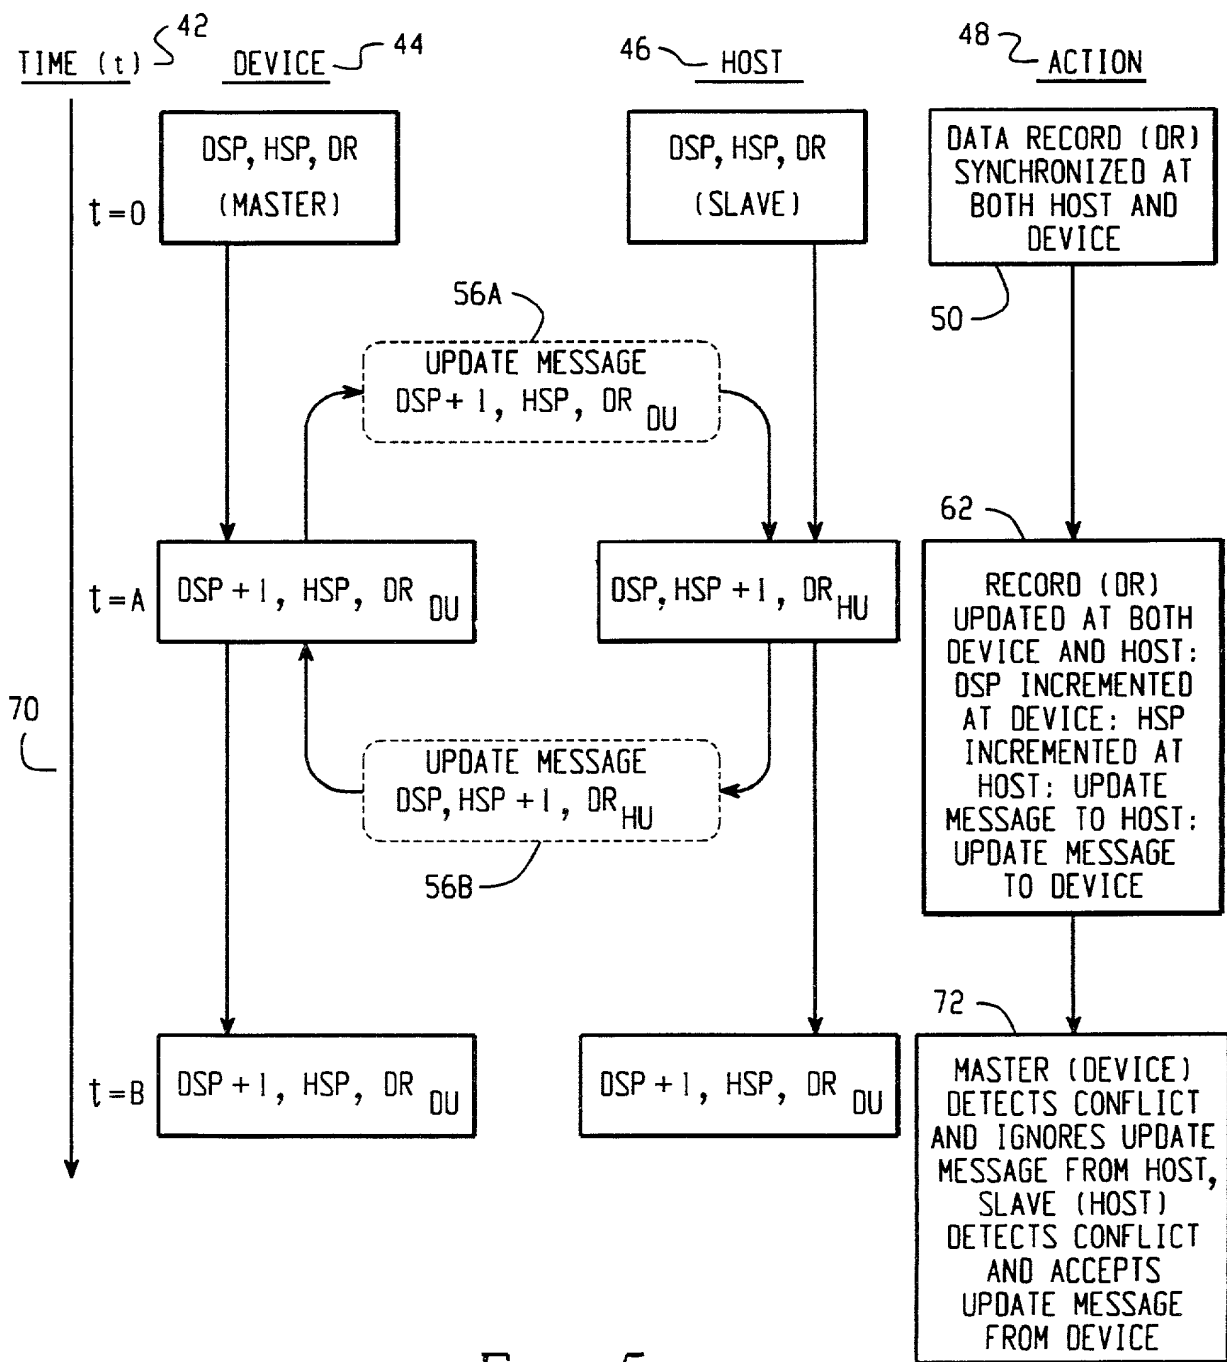 TIME (t) 42 DEVICE 44 46 HOST 48 ACTION
DSP, HSP, DR
(MASTER)
DSP, HSP, DR
(SLAVE)
DATA RECORD (DR)
SYNCHRONIZED AT
BOTH HOST AND
DEVICE
t=0
50
56A
UPDATE MESSAGE
DSP+1, HSP, DR DU
62
t=A
DSP+1, HSP, DR DU
DSP, HSP+1, DR HU
RECORD (DR)
UPDATED AT BOTH
DEVICE AND HOST:
DSP INCREMENTED
AT DEVICE: HSP
INCREMENTED AT
HOST: UPDATE
MESSAGE TO HOST:
UPDATE MESSAGE
TO DEVICE
70
UPDATE MESSAGE
DSP, HSP+1, DR HU
56B
72
t=B
DSP+1, HSP, DR DU
DSP+1, HSP, DR DU
MASTER (DEVICE)
DETECTS CONFLICT
AND IGNORES UPDATE
MESSAGE FROM HOST,
SLAVE (HOST)
DETECTS CONFLICT
AND ACCEPTS
UPDATE MESSAGE
FROM DEVICE